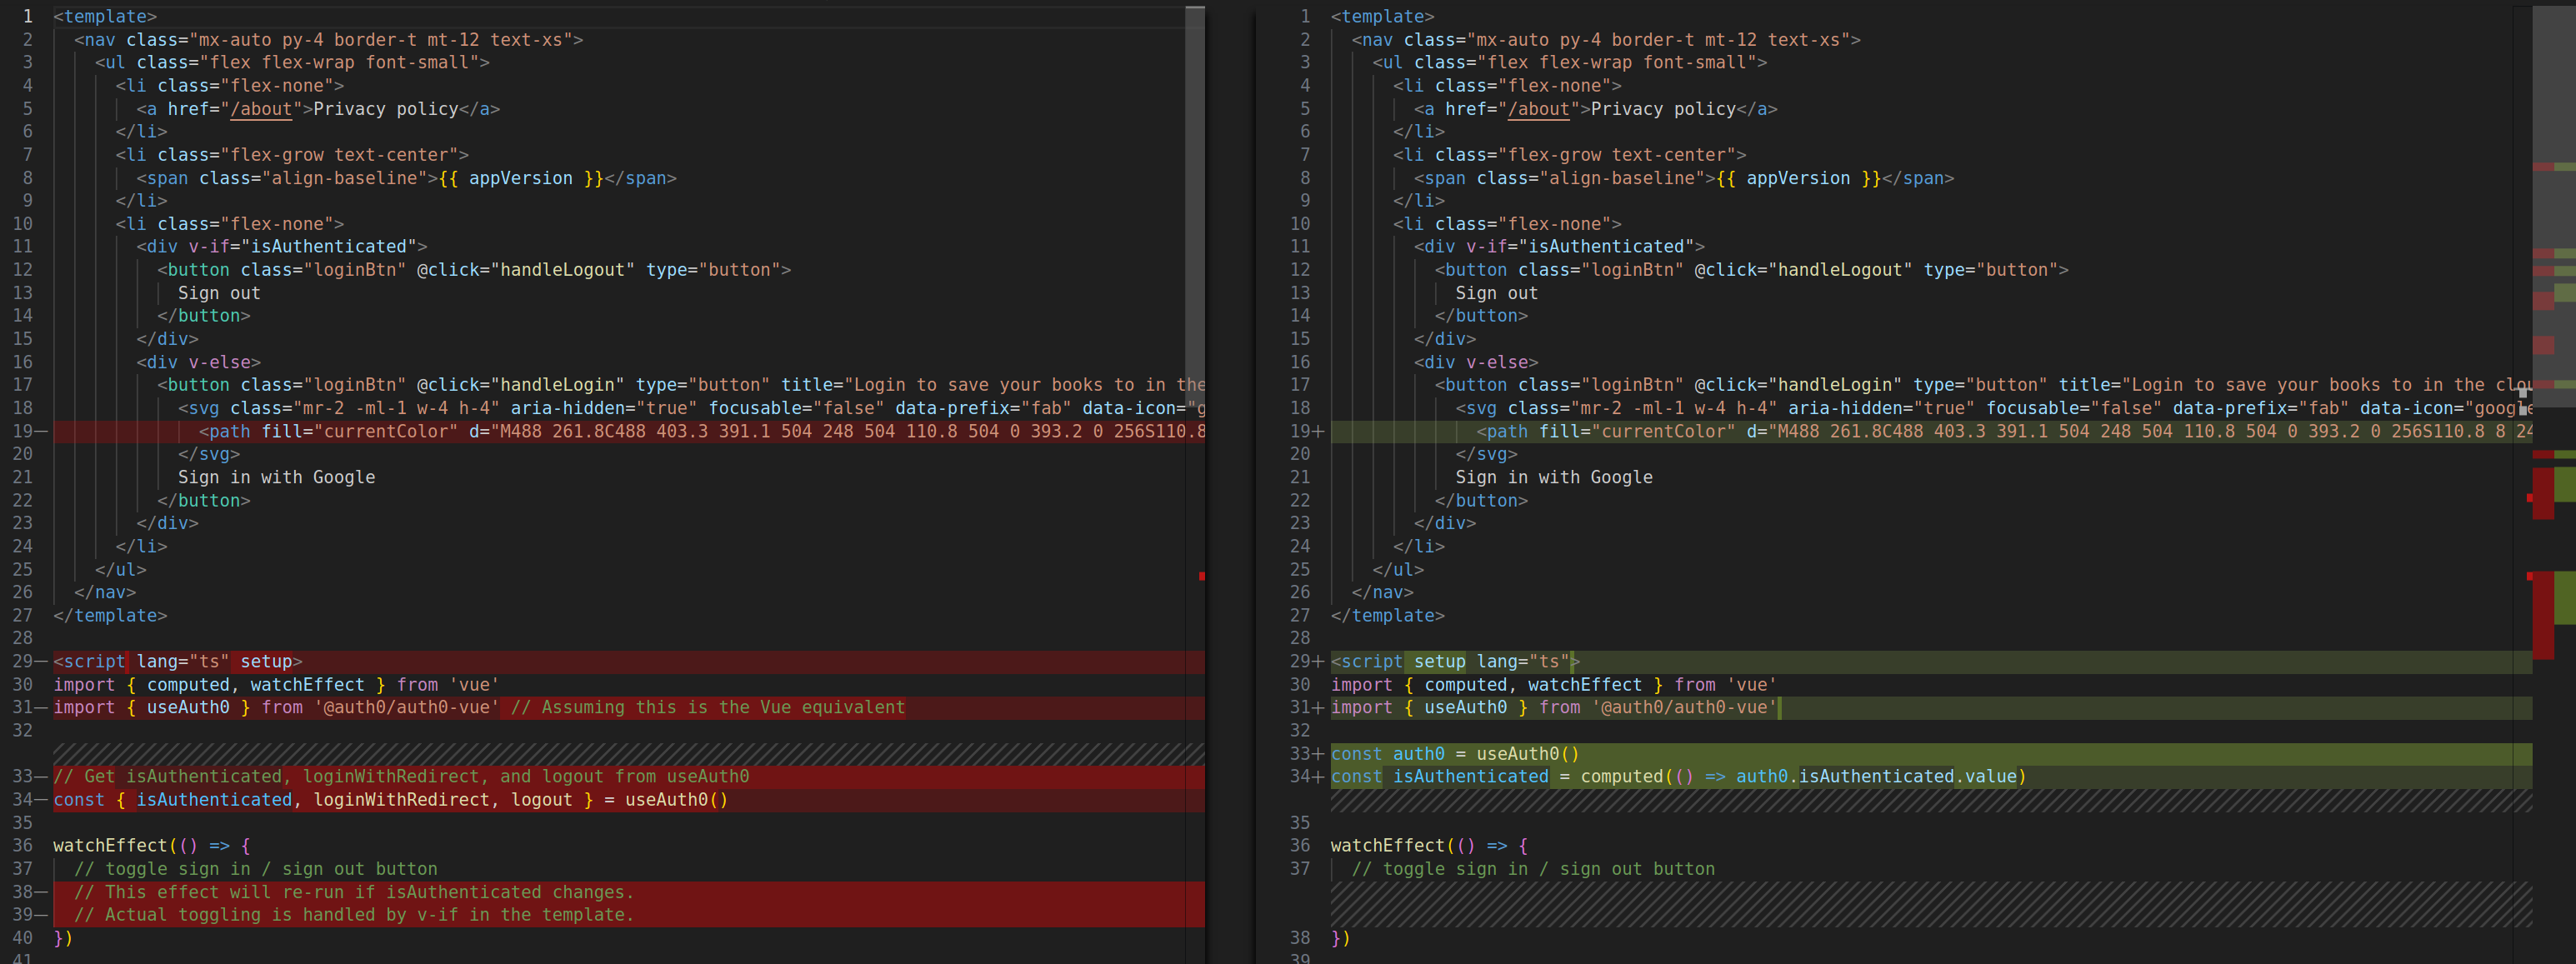 1 <template>
2   <nav class="mx-auto py-4 border-t mt-12 text-xs">
3     <ul class="flex flex-wrap font-small">
4       <li class="flex-none">
5         <a href="/about">Privacy policy</a>
6       </li>
7       <li class="flex-grow text-center">
8         <span class="align-baseline">{{ appVersion }}</span>
9       </li>
10       <li class="flex-none">
11         <div v-if="isAuthenticated">
12           <button class="loginBtn" @click="handleLogout" type="button">
13             Sign out
14           </button>
15         </div>
16         <div v-else>
17           <button class="loginBtn" @click="handleLogin" type="button" title="Login to save your books to in the
18             <svg class="mr-2 -ml-1 w-4 h-4" aria-hidden="true" focusable="false" data-prefix="fab" data-icon="g
19—              <path fill="currentColor" d="M488 261.8C488 403.3 391.1 504 248 504 110.8 504 0 393.2 0 256S110.8
20             </svg>
21             Sign in with Google
22           </button>
23         </div>
24       </li>
25     </ul>
26   </nav>
27 </template>
28
29— <script lang="ts" setup>
30 import { computed, watchEffect } from 'vue'
31— import { useAuth0 } from '@auth0/auth0-vue' // Assuming this is the Vue equivalent
32
33— // Get isAuthenticated, loginWithRedirect, and logout from useAuth0
34— const { isAuthenticated, loginWithRedirect, logout } = useAuth0()
35
36 watchEffect(() => {
37   // toggle sign in / sign out button
38—   // This effect will re-run if isAuthenticated changes.
39—   // Actual toggling is handled by v-if in the template.
40 })
41
1 <template>
2   <nav class="mx-auto py-4 border-t mt-12 text-xs">
3     <ul class="flex flex-wrap font-small">
4       <li class="flex-none">
5         <a href="/about">Privacy policy</a>
6       </li>
7       <li class="flex-grow text-center">
8         <span class="align-baseline">{{ appVersion }}</span>
9       </li>
10       <li class="flex-none">
11         <div v-if="isAuthenticated">
12           <button class="loginBtn" @click="handleLogout" type="button">
13             Sign out
14           </button>
15         </div>
16         <div v-else>
17           <button class="loginBtn" @click="handleLogin" type="button" title="Login to save your books to in the clou
18             <svg class="mr-2 -ml-1 w-4 h-4" aria-hidden="true" focusable="false" data-prefix="fab" data-icon="google
19+              <path fill="currentColor" d="M488 261.8C488 403.3 391.1 504 248 504 110.8 504 0 393.2 0 256S110.8 8 24
20             </svg>
21             Sign in with Google
22           </button>
23         </div>
24       </li>
25     </ul>
26   </nav>
27 </template>
28
29+ <script setup lang="ts">
30 import { computed, watchEffect } from 'vue'
31+ import { useAuth0 } from '@auth0/auth0-vue'
32
33+ const auth0 = useAuth0()
34+ const isAuthenticated = computed(() => auth0.isAuthenticated.value)
35
36 watchEffect(() => {
37   // toggle sign in / sign out button
38 })
39